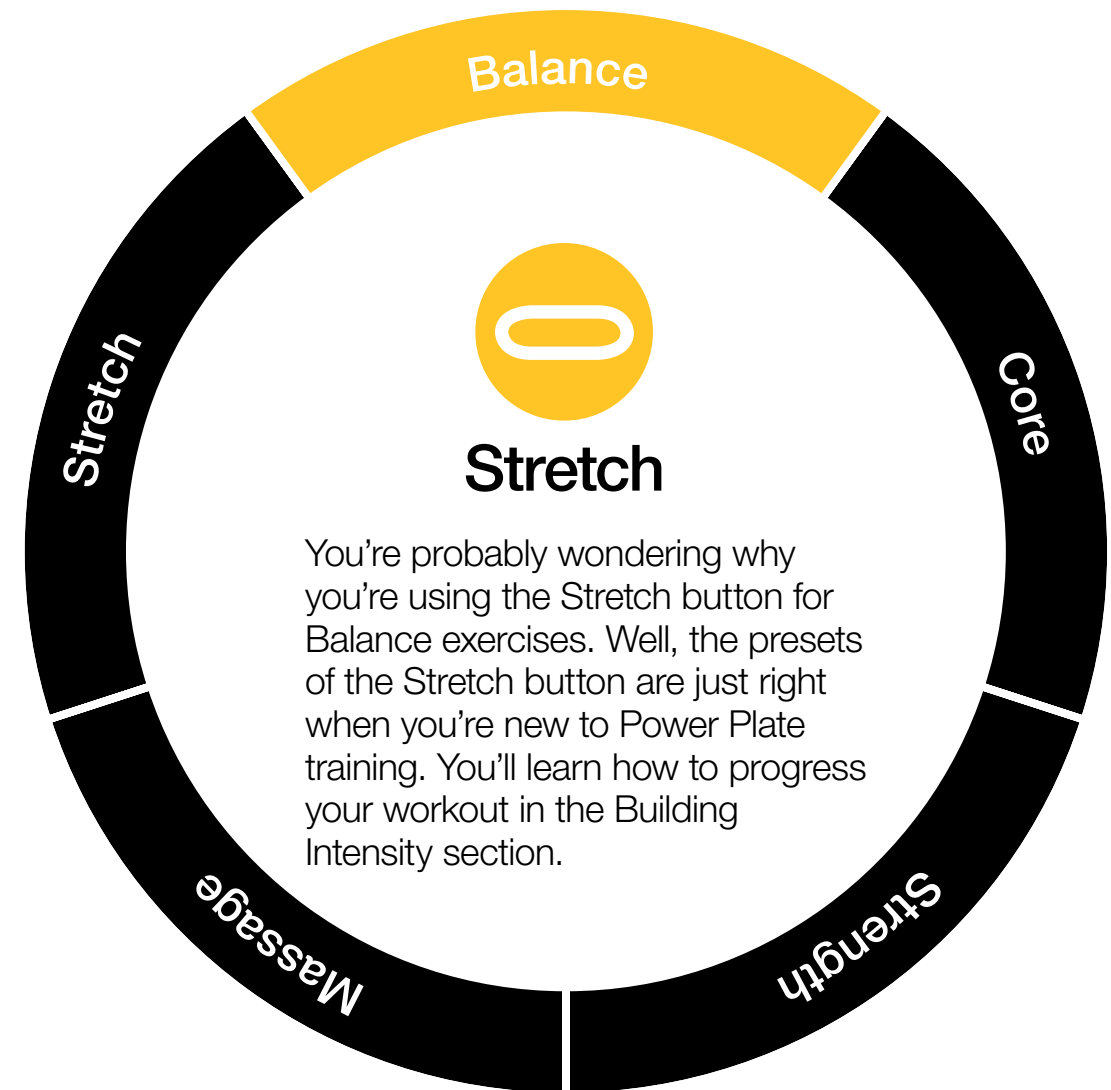 Balance
Stretch
Core
Stretch
You're probably wondering why
you're using the Stretch button for
Balance exercises. Well, the presets
of the Stretch button are just right
when you're new to Power Plate
training. You'll learn how to progress
your workout in the Building
Intensity section.
Massage
Strength